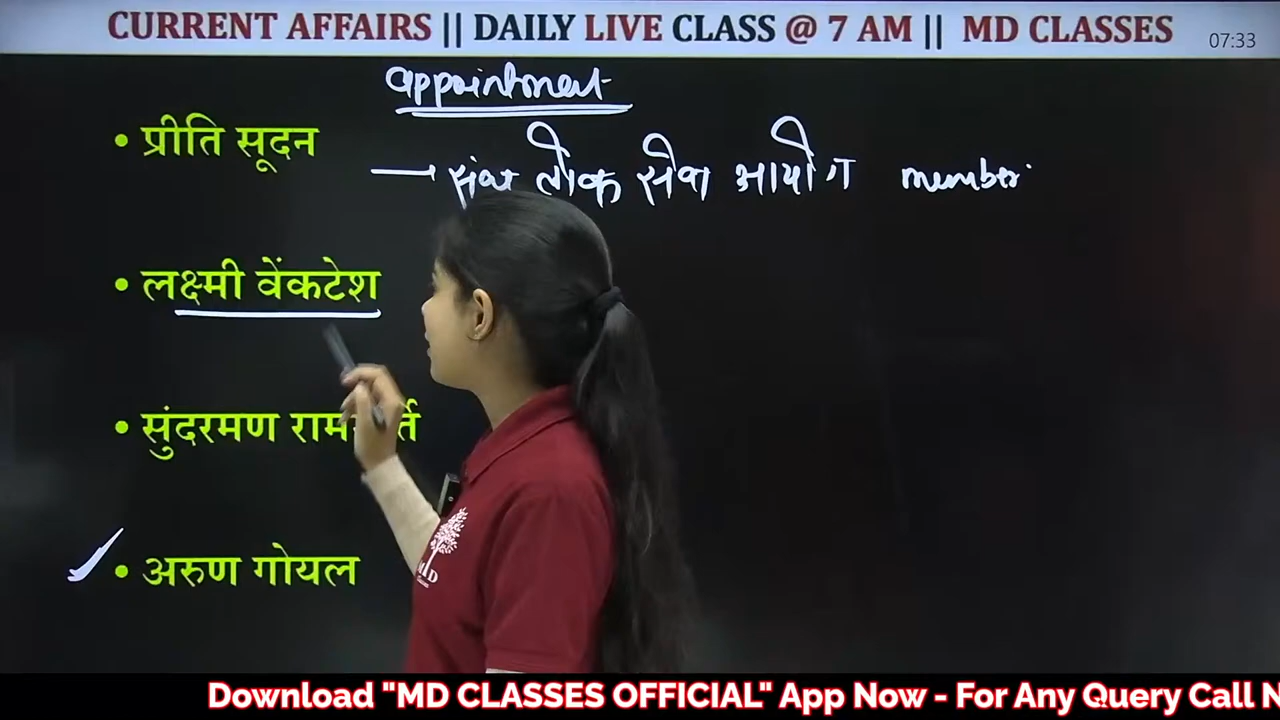 CURRENT AFFAIRS || DAILY LIVE CLASS @ 7 AM || MD CLASSES
07:33
appointment
• प्रीति सूदन
→ संघ लोक सेवा आयोग member
• लक्ष्मी वेंकटेश
• सुंदरमण
• अरुण गोयल
MD
Download "MD CLASSES OFFICIAL" App Now - For Any Query Call N